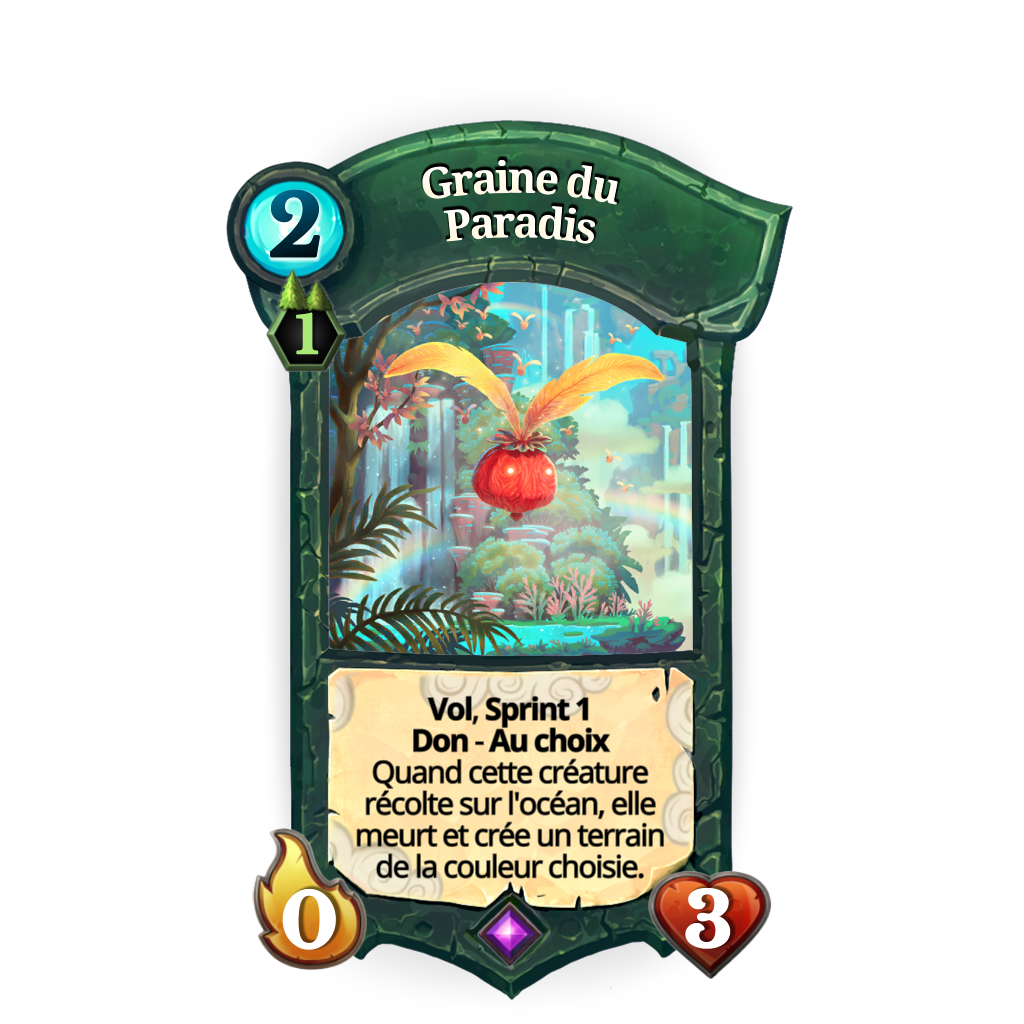 Graine du
Paradis
2
1
Vol, Sprint 1
Don - Au choix
Quand cette créature
récolte sur l'océan, elle
meurt et crée un terrain
de la couleur choisie.
0
3